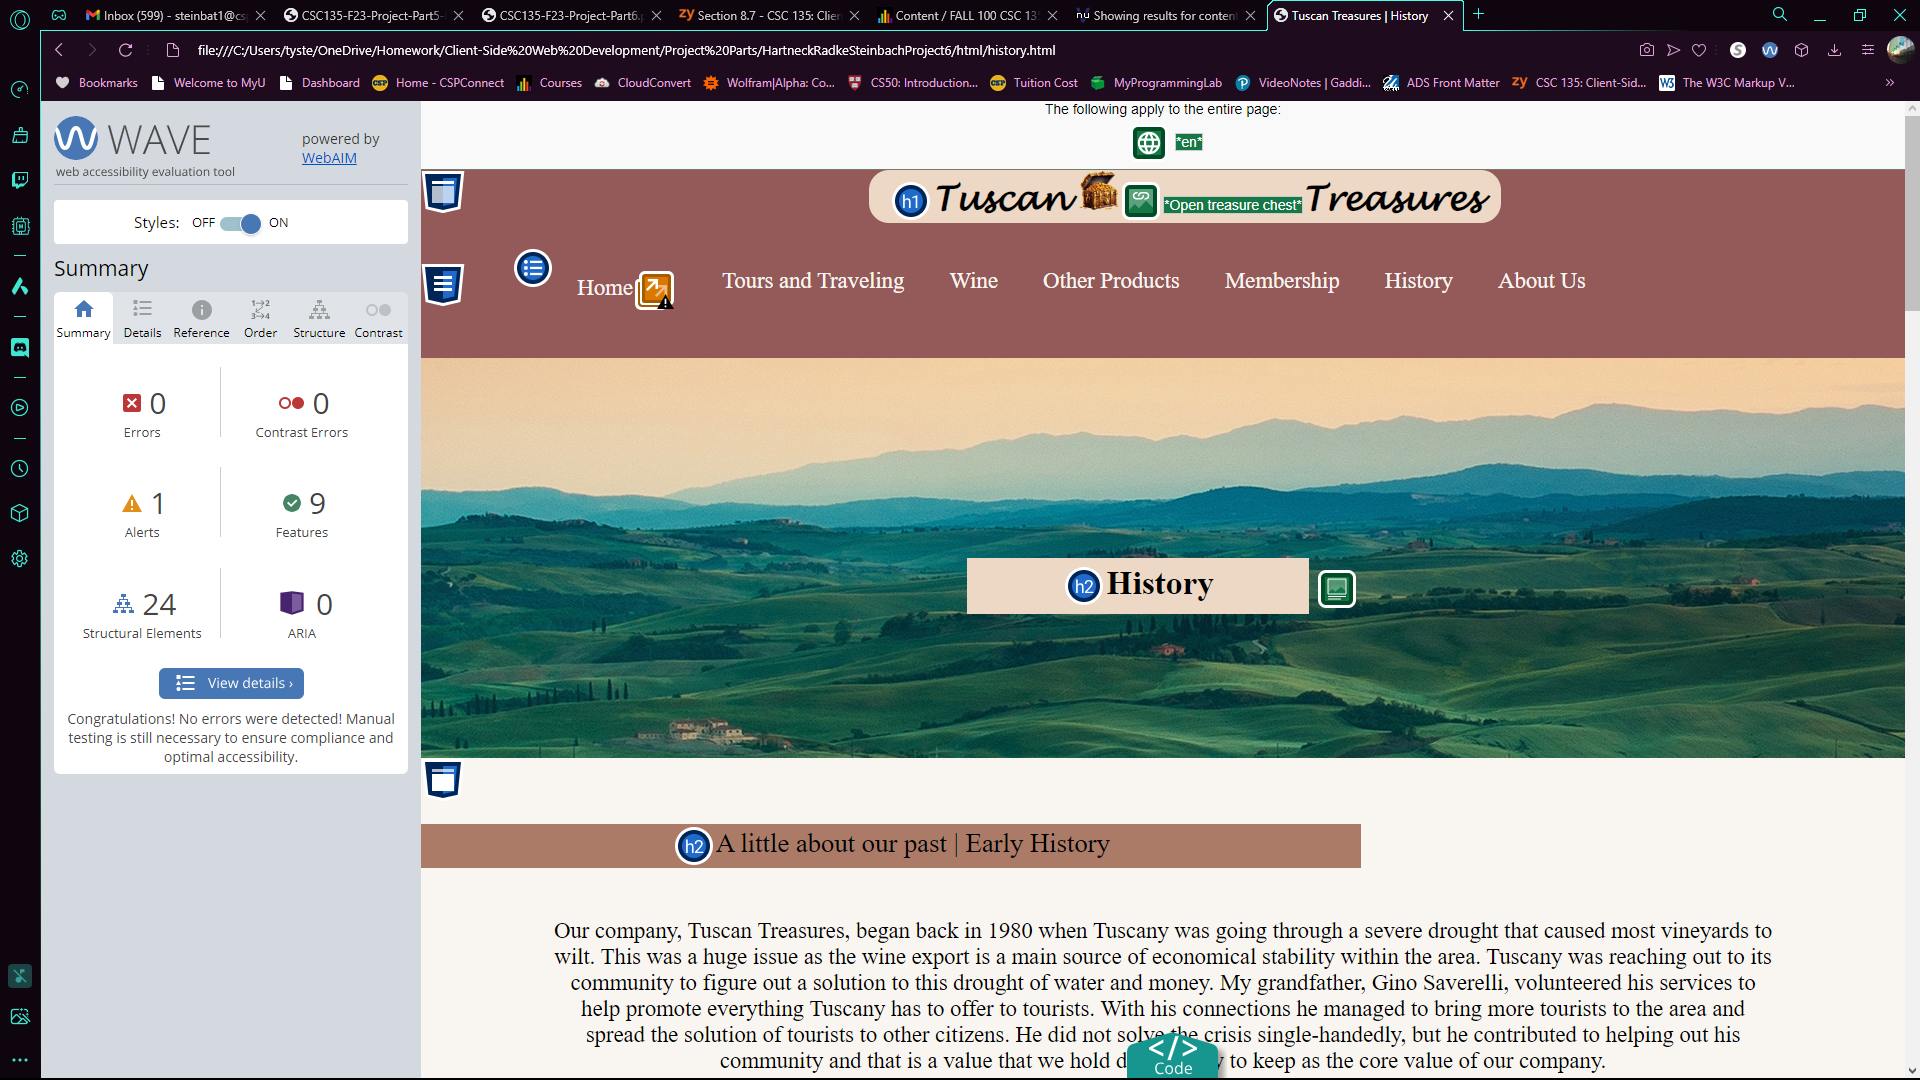 Inbox (599) - steinbat1@cs
CSC135-F23-Project-Part5-
CSC135-F23-Project-Part6.p
zy Section 8.7 - CSC 135: Clien
Content / FALL 100 CSC 13
Showing results for conten
Tuscan Treasures | History
file:///C:/Users/tyste/OneDrive/Homework/Client-Side%20Web%20Development/Project%20Parts/HartneckRadkeSteinbachProject6/html/history.html
Bookmarks
Welcome to MyU
Dashboard
CSP Home - CSPConnect
Courses
CloudConvert
Wolfram|Alpha: Co...
CS50: Introduction...
CSP Tuition Cost
MyProgrammingLab
VideoNotes | Gaddi...
ADS Front Matter
zy CSC 135: Client-Sid...
W3 The W3C Markup V...
»
WAVE
web accessibility evaluation tool
powered by
WebAIM
Styles: OFF ON
Summary
Summary Details Reference Order Structure Contrast
0 Errors
0 Contrast Errors
1 Alerts
9 Features
24 Structural Elements
0 ARIA
View details ›
Congratulations! No errors were detected! Manual
testing is still necessary to ensure compliance and
optimal accessibility.
The following apply to the entire page:
*en*
h1 Tuscan *Open treasure chest* Treasures
Home Tours and Traveling Wine Other Products Membership History About Us
h2 History
h2 A little about our past | Early History
Our company, Tuscan Treasures, began back in 1980 when Tuscany was going through a severe drought that caused most vineyards to
wilt. This was a huge issue as the wine export is a main source of economical stability within the area. Tuscany was reaching out to its
community to figure out a solution to this drought of water and money. My grandfather, Gino Saverelli, volunteered his services to
help promote everything Tuscany has to offer to tourists. With his connections he managed to bring more tourists to the area and
spread the solution of tourists to other citizens. He did not solve the crisis single-handedly, but he contributed to helping out his
community and that is a value that we hold d y to keep as the core value of our company.
</> Code